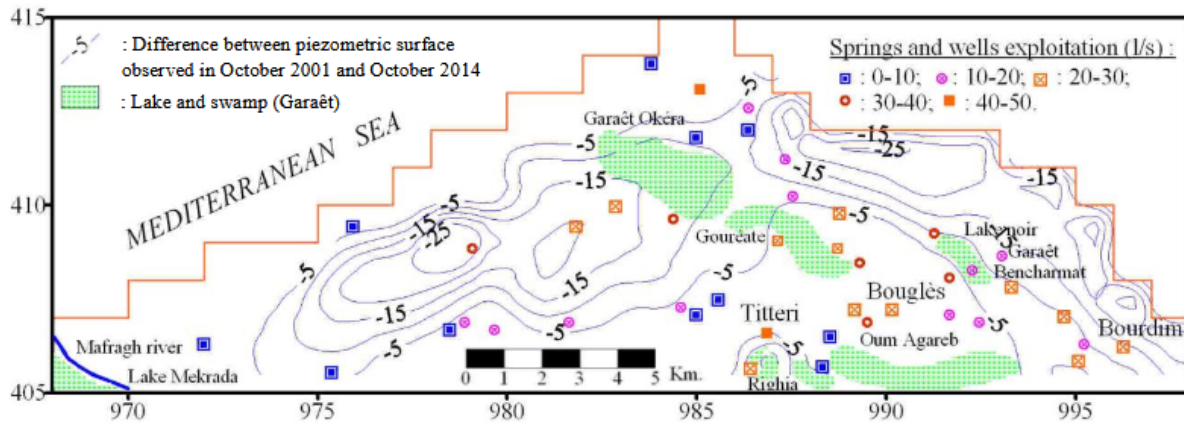 415
-5 : Difference between piezometric surface
observed in October 2001 and October 2014
: Lake and swamp (Garaêt)
Springs and wells exploitation (l/s) :
: 0-10; : 10-20; : 20-30;
: 30-40; : 40-50.
MEDITERRANEAN SEA
Garaêt Okéra
-5
-15
-25
-5
-15
-15
-15
410
-5
-15
-25
-5
Goureate
Lake noir
-15
Garaêt
Bencharmat
-5
-15
-15
-5
-5
-5
Bouglès
Titteri
-5
-5
Bourdim
Oum Agareb
Mafragh river
Lake Mekrada
0 1 2 3 4 5 Km.
Righia
405
970 975 980 985 990 995